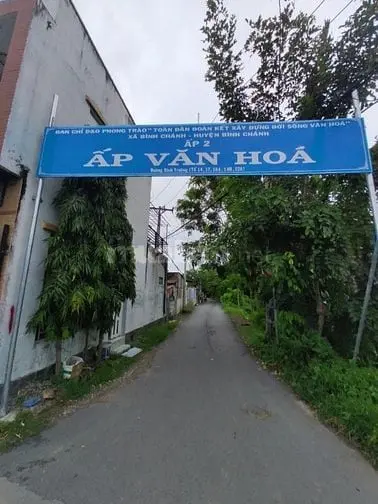 BAN CHỈ ĐẠO PHONG TRÀO "TOÀN DÂN ĐOÀN KẾT XÂY DỰNG ĐỜI SỐNG VĂN HOÁ"
XÃ BÌNH CHÁNH - HUYỆN BÌNH CHÁNH
ẤP 2
ẤP VĂN HOÁ